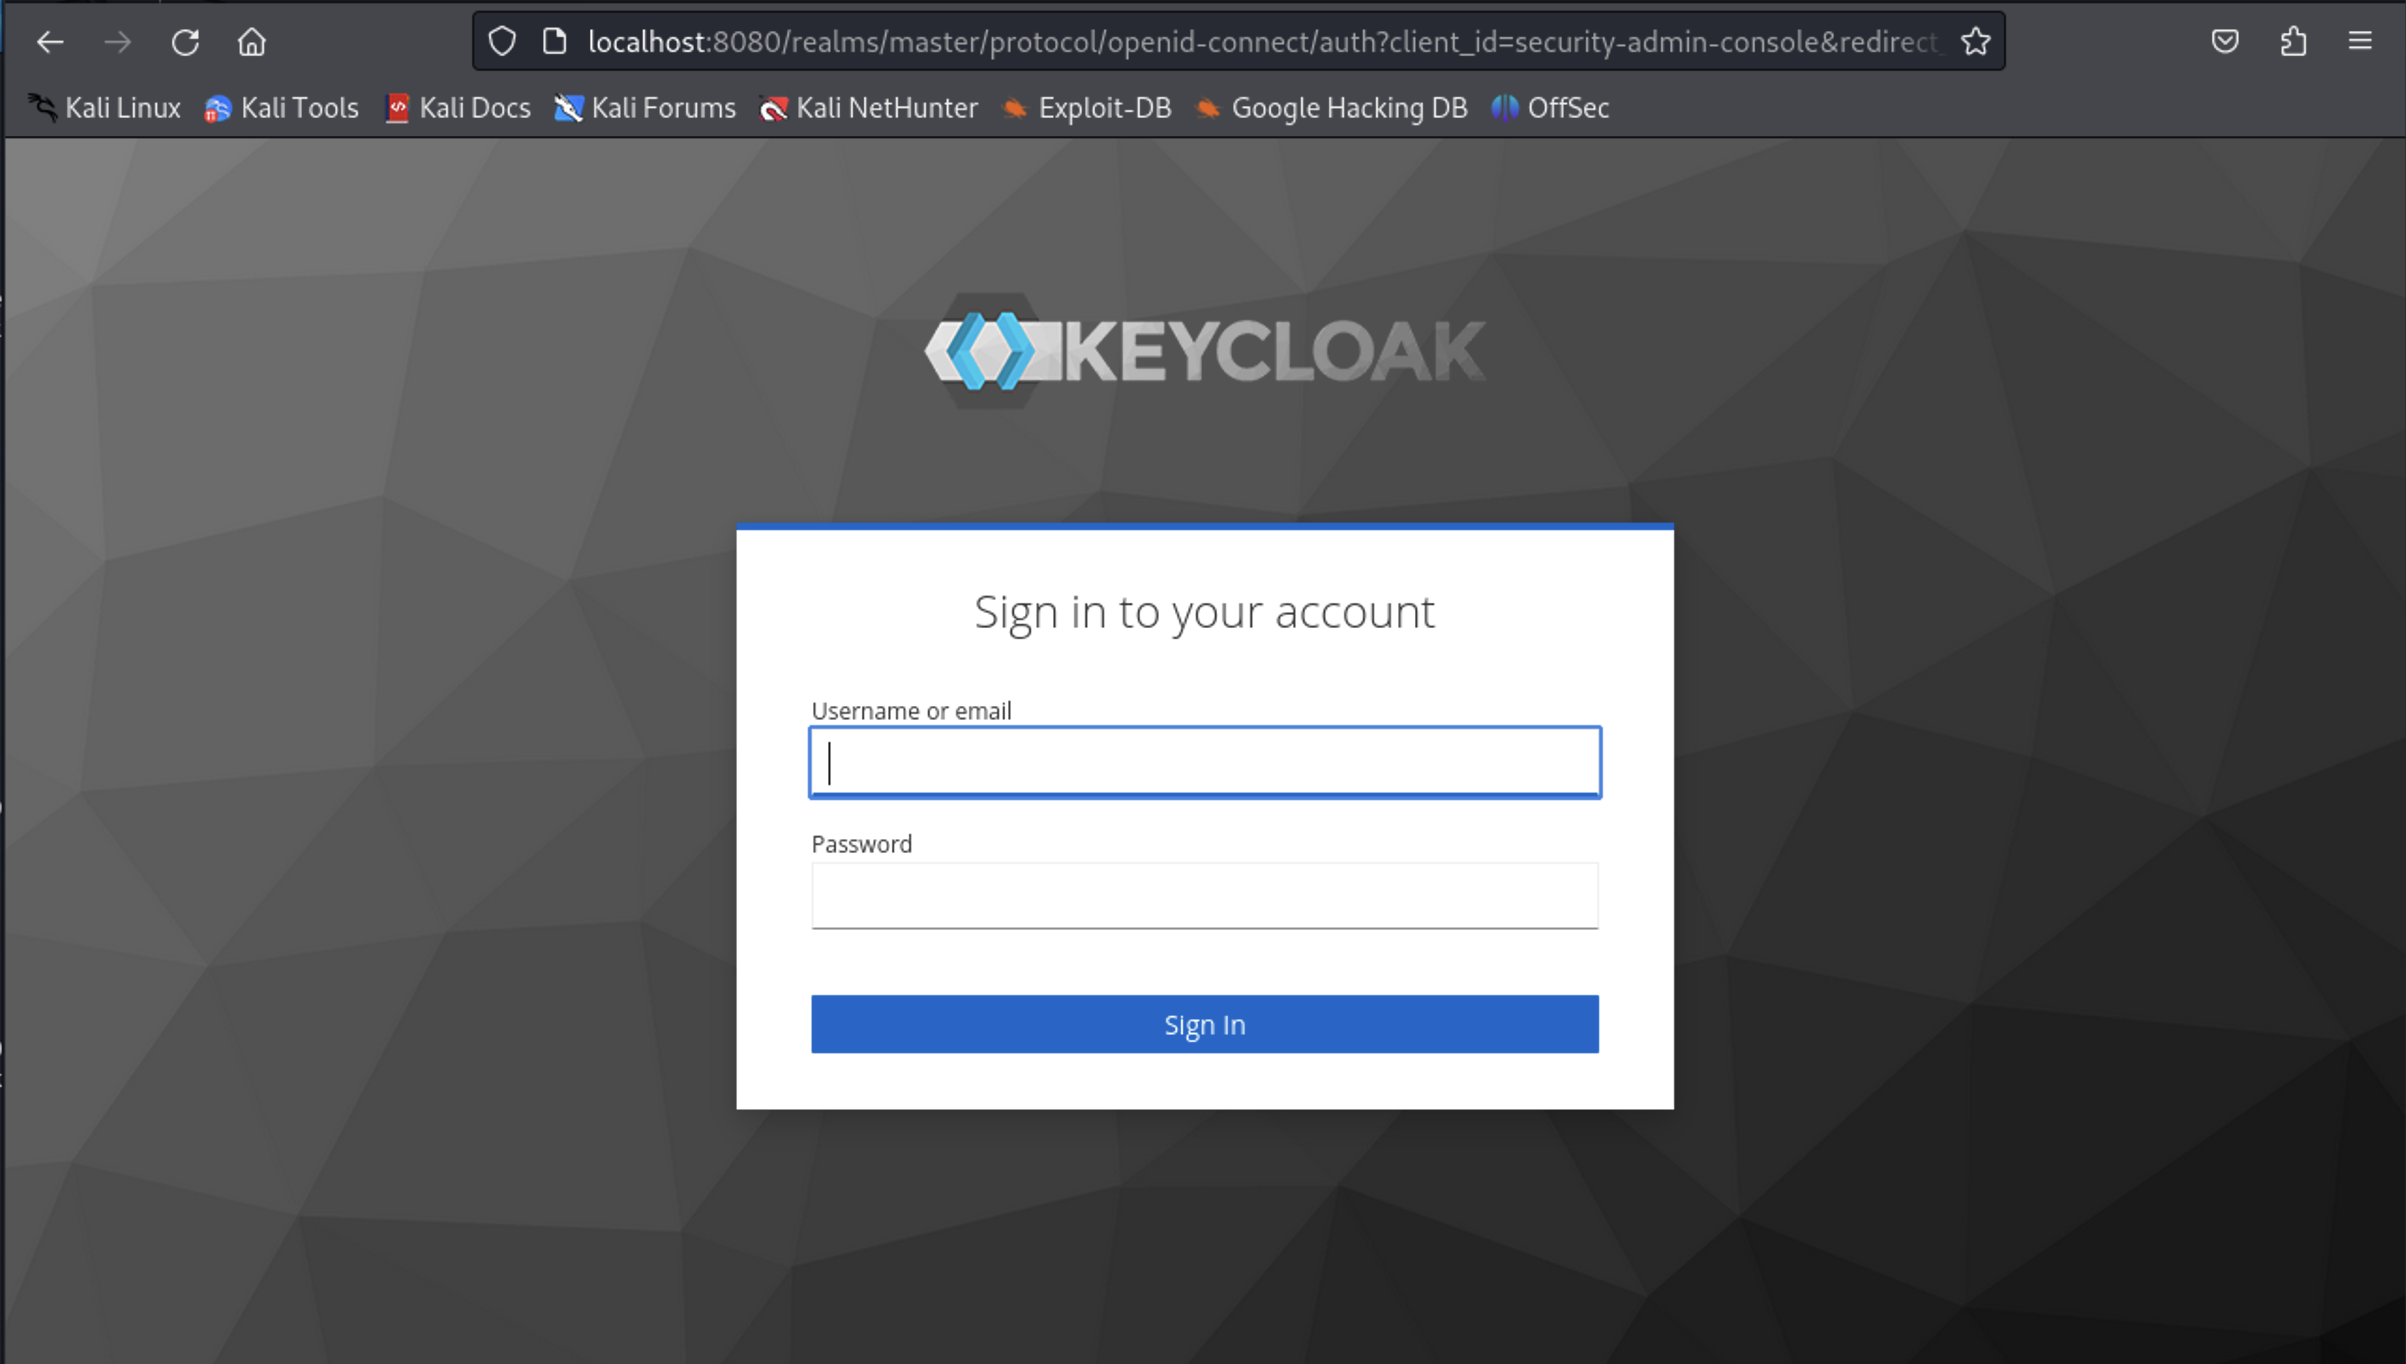 localhost:8080/realms/master/protocol/openid-connect/auth?client_id=security-admin-console&redirect_
Kali Linux Kali Tools Kali Docs Kali Forums Kali NetHunter Exploit-DB Google Hacking DB OffSec
KEYCLOAK
Sign in to your account
Username or email
Password
Sign In